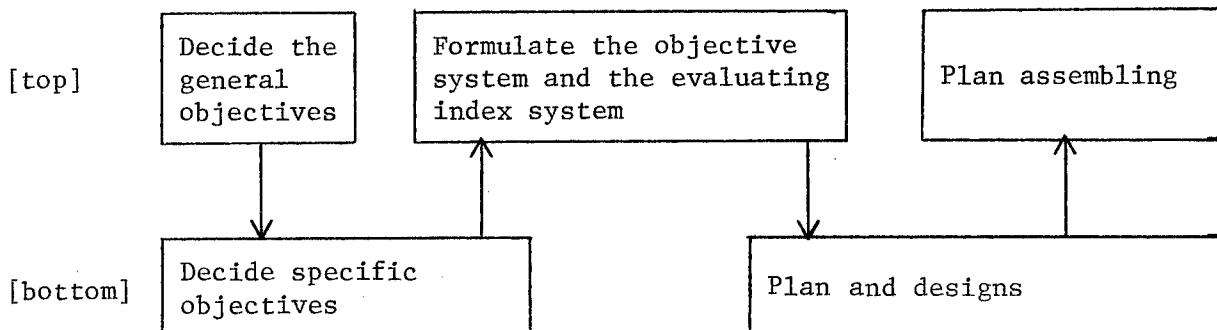 [top]
Decide the
general
objectives
Formulate the objective
system and the evaluating
index system
Plan assembling
[bottom]
Decide specific
objectives
Plan and designs